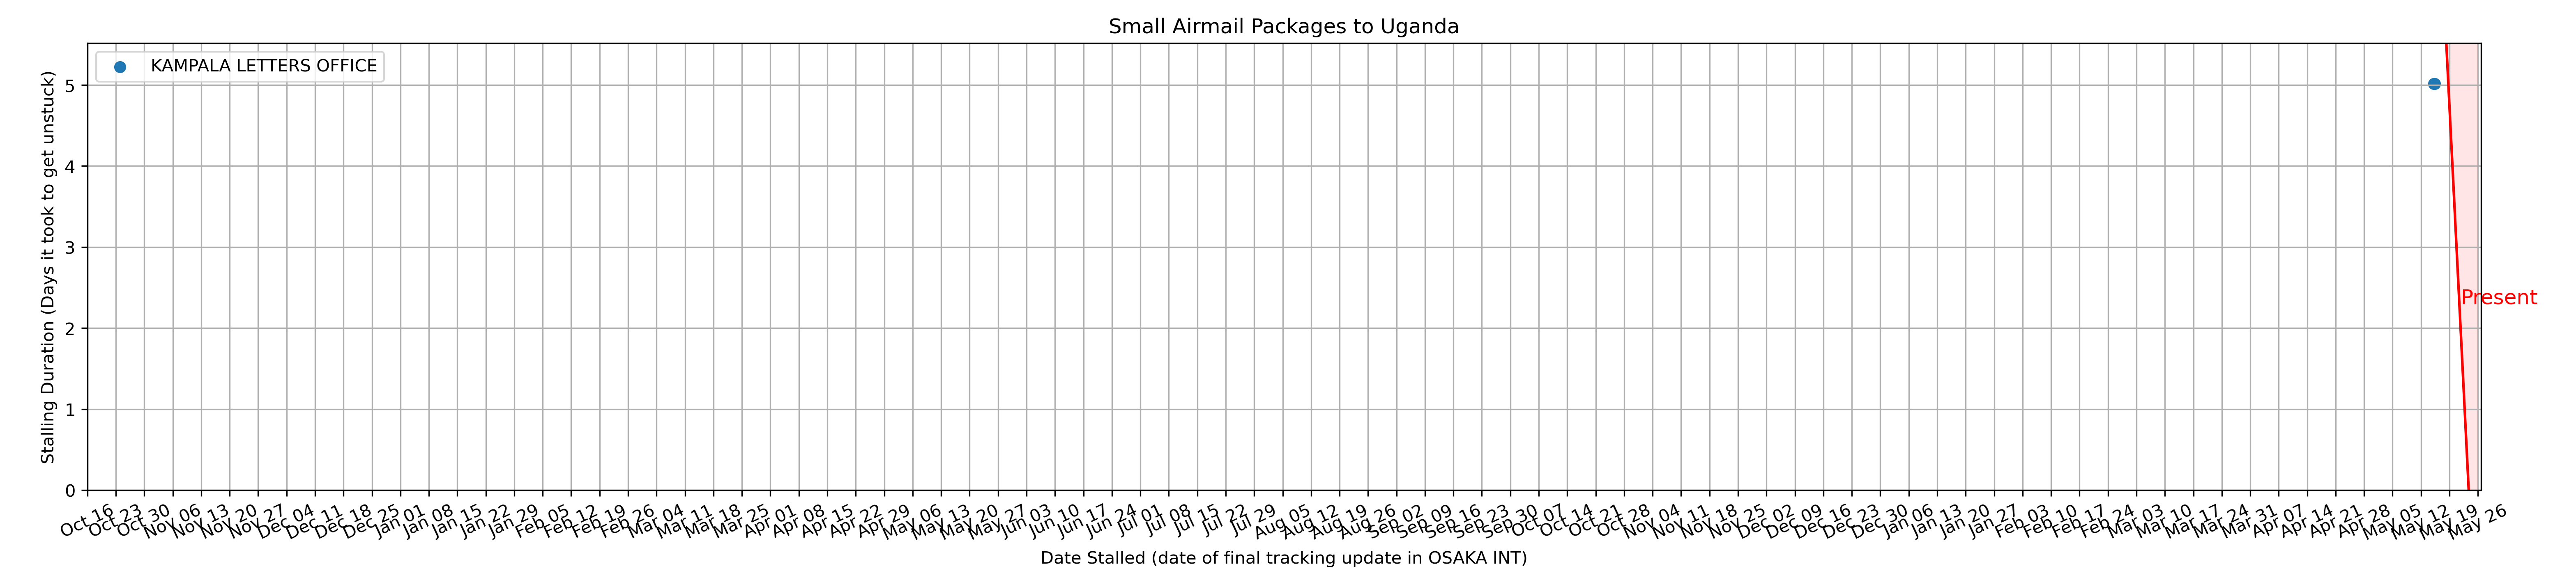 Small Airmail Packages to Uganda
KAMPALA LETTERS OFFICE
Stalling Duration (Days it took to get unstuck)
5
4
3
2
1
0
Present
Oct 16
Oct 23
Oct 30
Nov 06
Nov 13
Nov 20
Nov 27
Dec 04
Dec 11
Dec 18
Dec 25
Jan 01
Jan 08
Jan 15
Jan 22
Jan 29
Feb 05
Feb 12
Feb 19
Feb 26
Mar 04
Mar 11
Mar 18
Mar 25
Apr 01
Apr 08
Apr 15
Apr 22
Apr 29
May 06
May 13
May 20
May 27
Jun 03
Jun 10
Jun 17
Jun 24
Jul 01
Jul 08
Jul 15
Jul 22
Jul 29
Aug 05
Aug 12
Aug 19
Aug 26
Sep 02
Sep 09
Sep 16
Sep 23
Sep 30
Oct 07
Oct 14
Oct 21
Oct 28
Nov 04
Nov 11
Nov 18
Nov 25
Dec 02
Dec 09
Dec 16
Dec 23
Dec 30
Jan 06
Jan 13
Jan 20
Jan 27
Feb 03
Feb 10
Feb 17
Feb 24
Mar 03
Mar 10
Mar 17
Mar 24
Mar 31
Apr 07
Apr 14
Apr 21
Apr 28
May 05
May 12
May 19
May 26
Date Stalled (date of final tracking update in OSAKA INT)